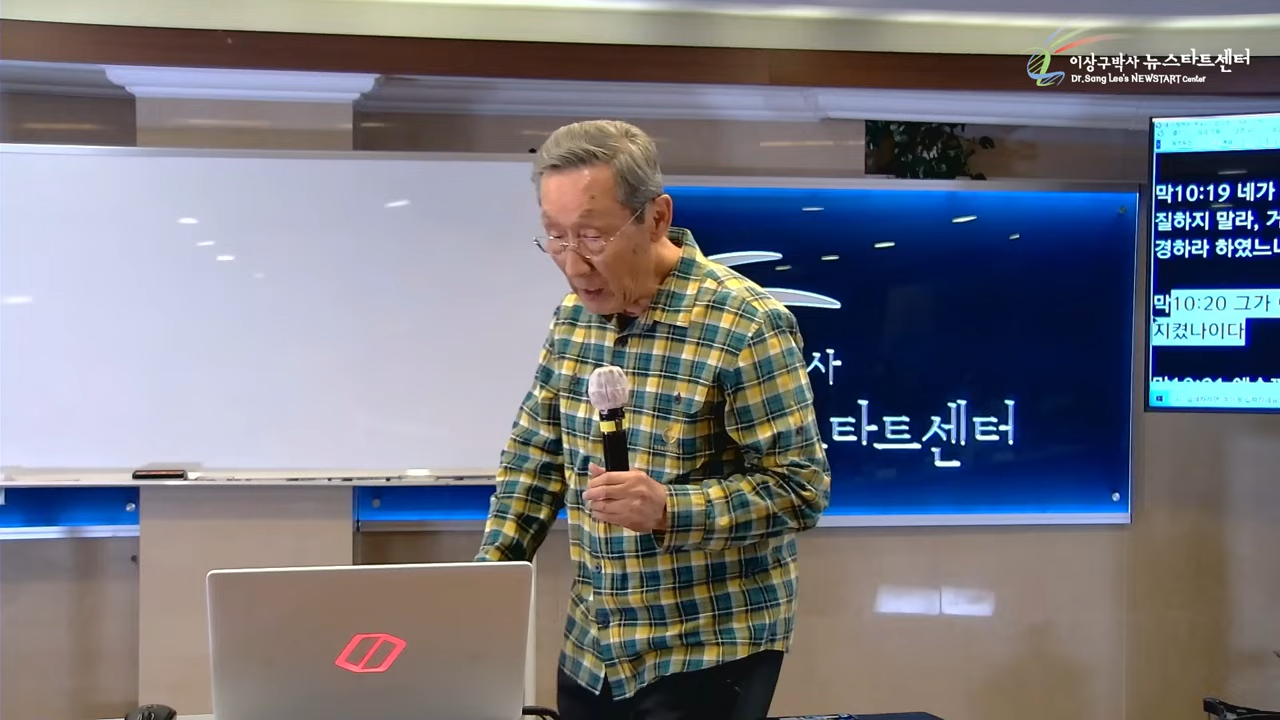 이상구박사 뉴스타트센터
Dr. Sang Lee's NEWSTART Center
막10:19 네가
질하지 말라,
경하라 하였느니
막10:20 그가
지켰나이다
사
타트센터